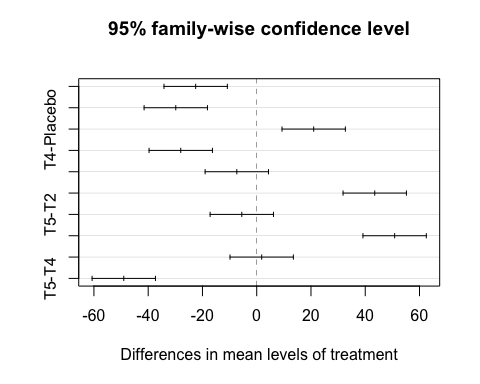 95% family-wise confidence level
T4-Placebo
T5-T2
T5-T4
-60 -40 -20 0 20 40 60
Differences in mean levels of treatment